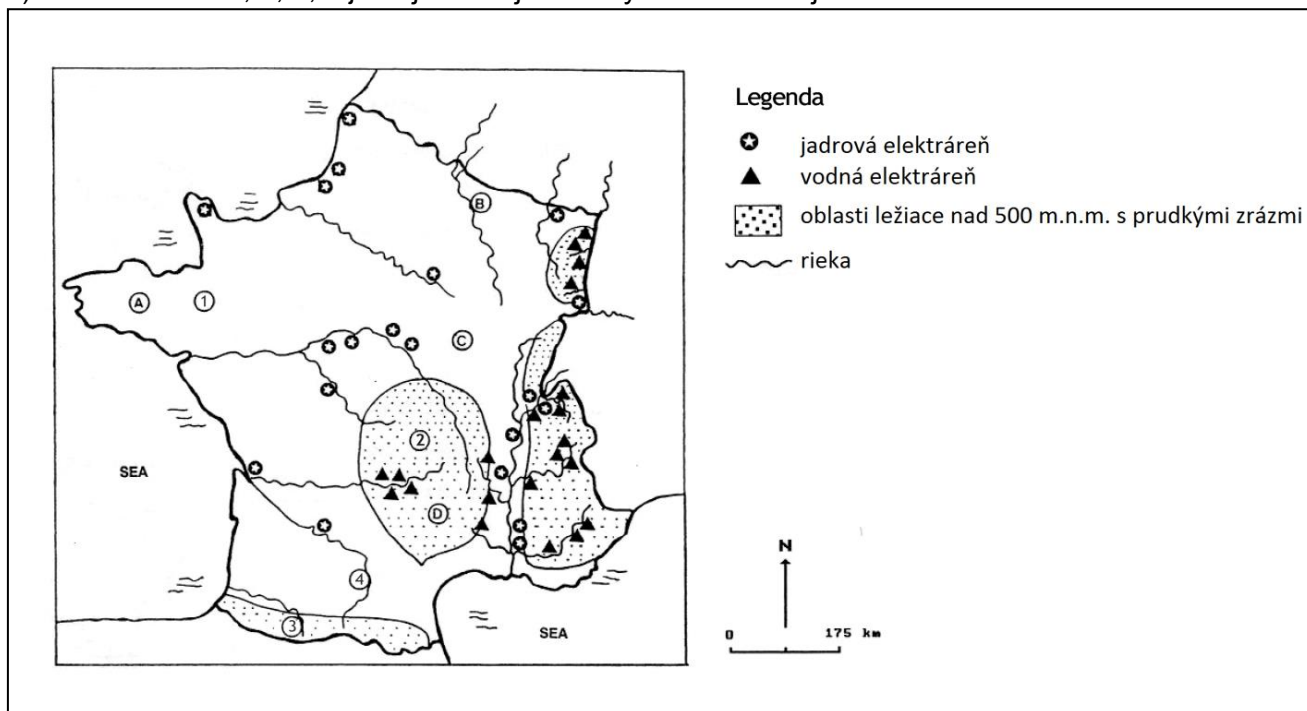 Legenda
jadrová elektráreň
vodná elektráreň
oblasti ležiace nad 500 m.n.m. s prudkými zrázmi
rieka
B
A
1
C
2
SEA
D
4
3
SEA
N
0 175 km